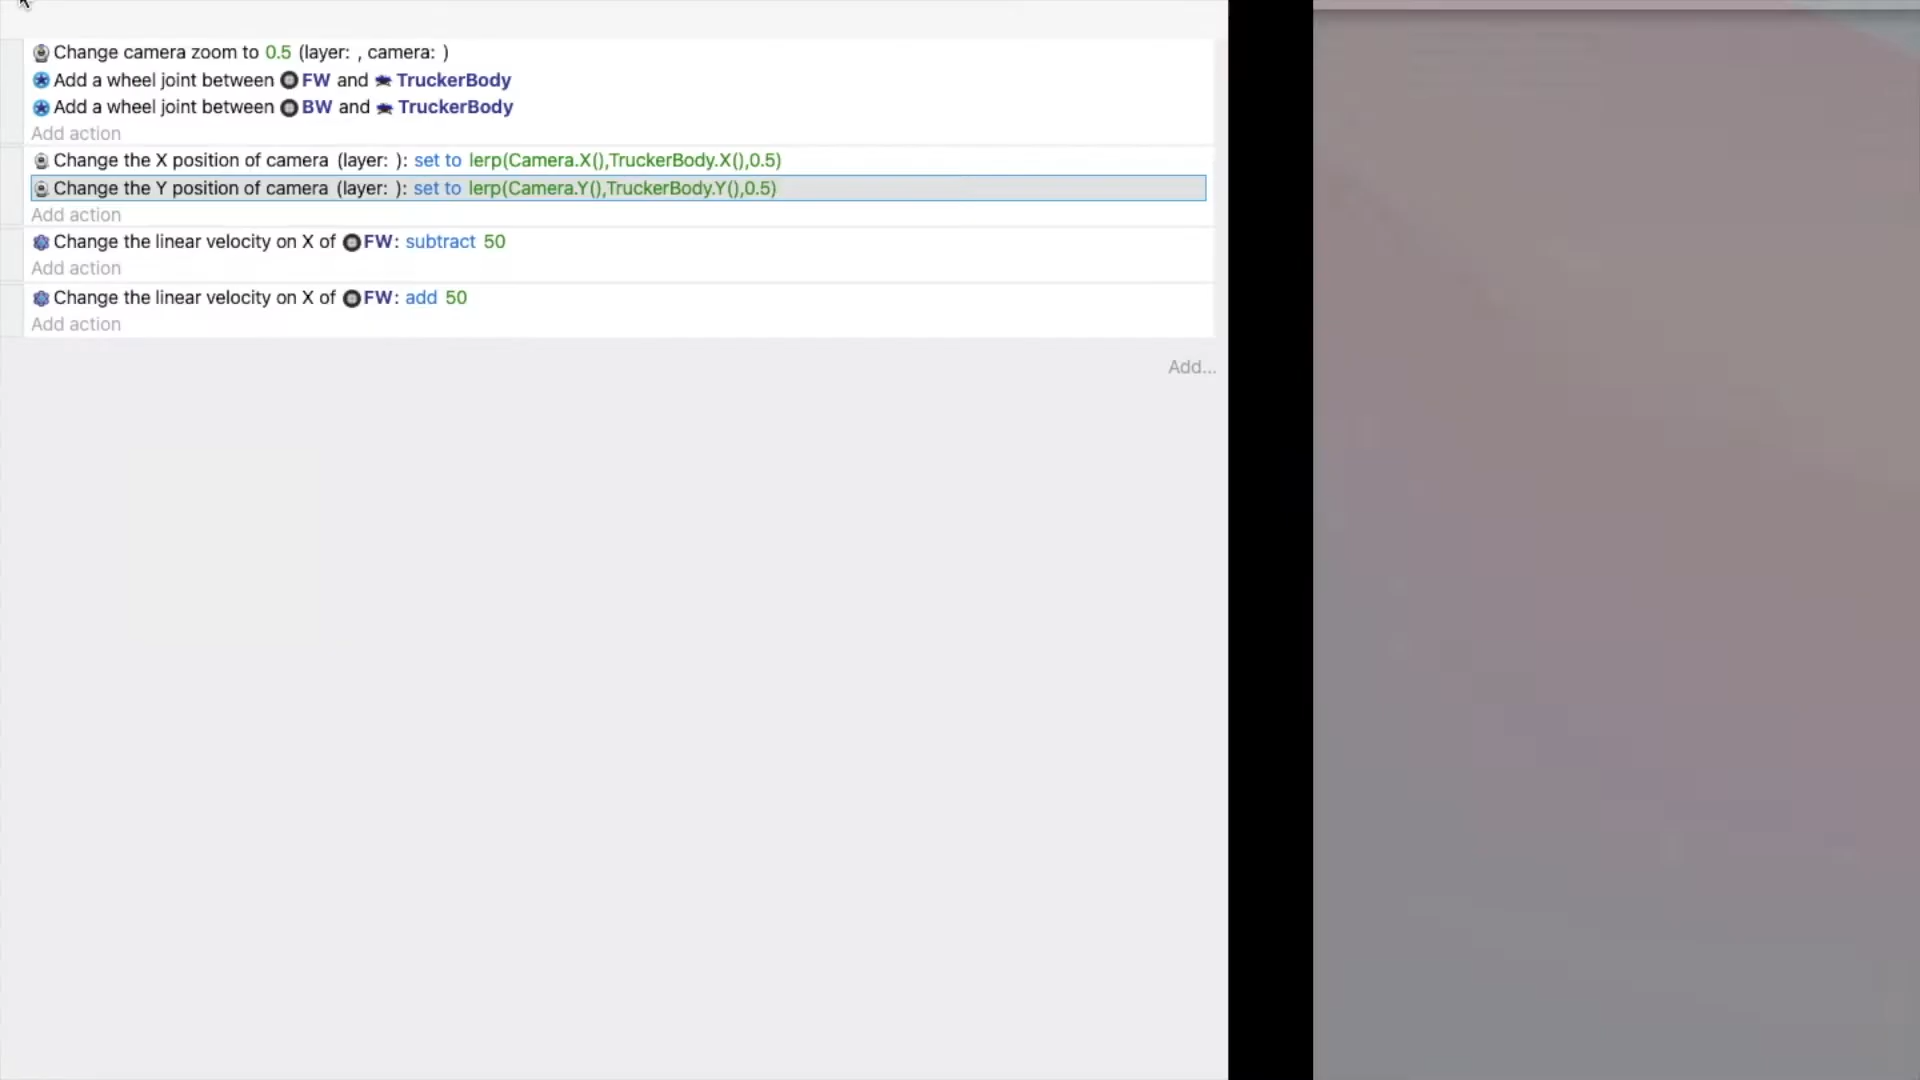 Change camera zoom to 0.5 (layer: , camera: )
Add a wheel joint between FW and TruckerBody
Add a wheel joint between BW and TruckerBody
Add action
Change the X position of camera (layer: ): set to lerp(Camera.X(),TruckerBody.X(),0.5)
Change the Y position of camera (layer: ): set to lerp(Camera.Y(),TruckerBody.Y(),0.5)
Add action
Change the linear velocity on X of FW: subtract 50
Add action
Change the linear velocity on X of FW: add 50
Add action
Add...